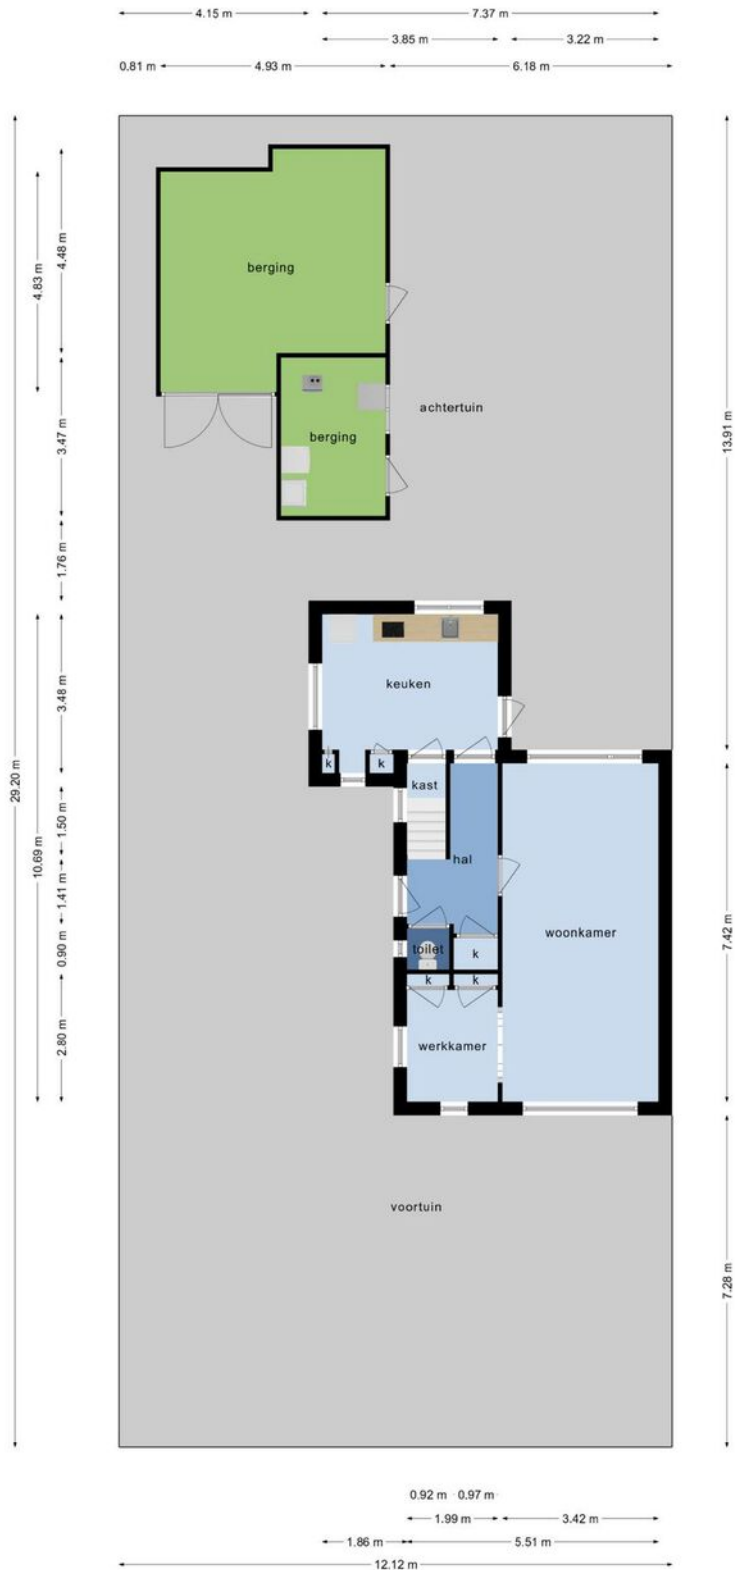 4.15 m
7.37 m
3.85 m
3.22 m
0.81 m
4.93 m
6.18 m
berging
berging
achtertuin
keuken
k
k
kast
hal
toilet
k
k
k
woonkamer
werkkamer
voortuin
29.20 m
4.83 m
10.69 m
4.48 m
3.47 m
1.76 m
3.48 m
1.50 m
1.41 m
0.90 m
2.80 m
13.91 m
7.42 m
7.28 m
0.92 m
0.97 m
1.99 m
3.42 m
1.86 m
5.51 m
12.12 m